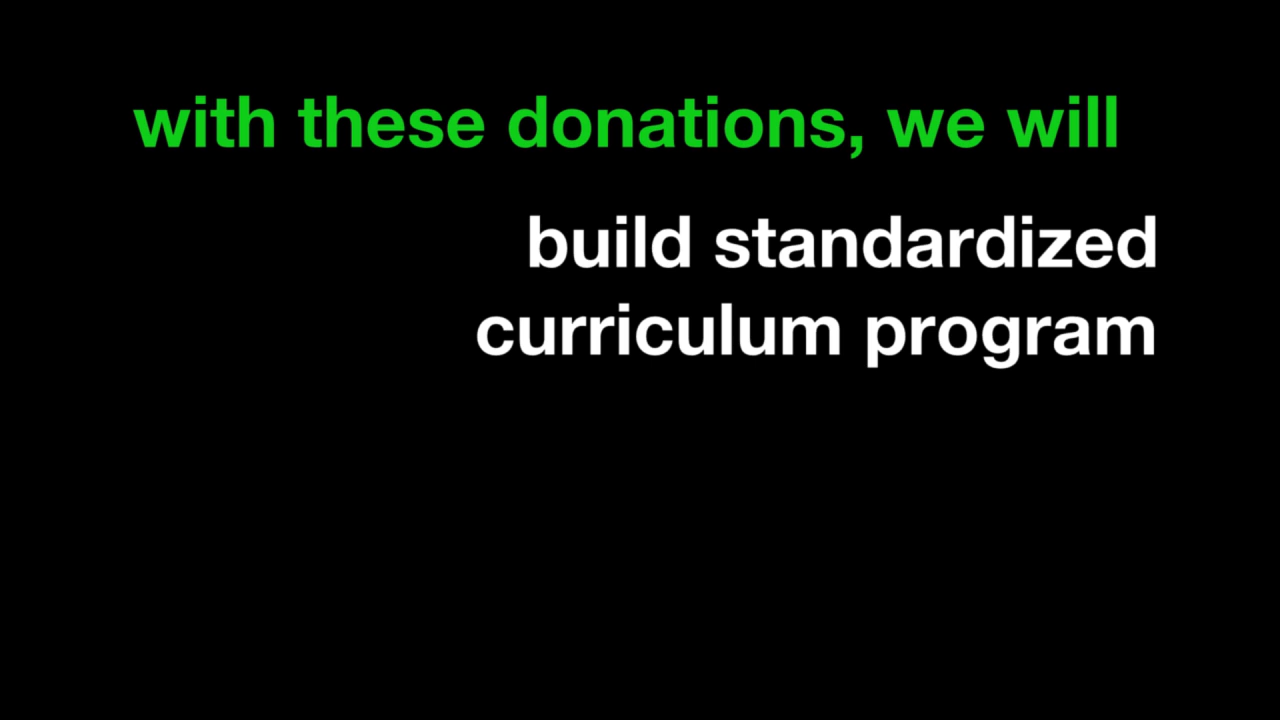 with these donations, we will
build standardized
curriculum program